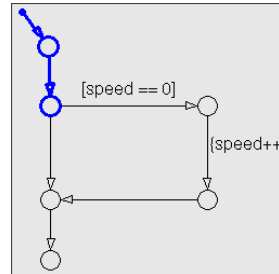 [speed == 0]
{speed++